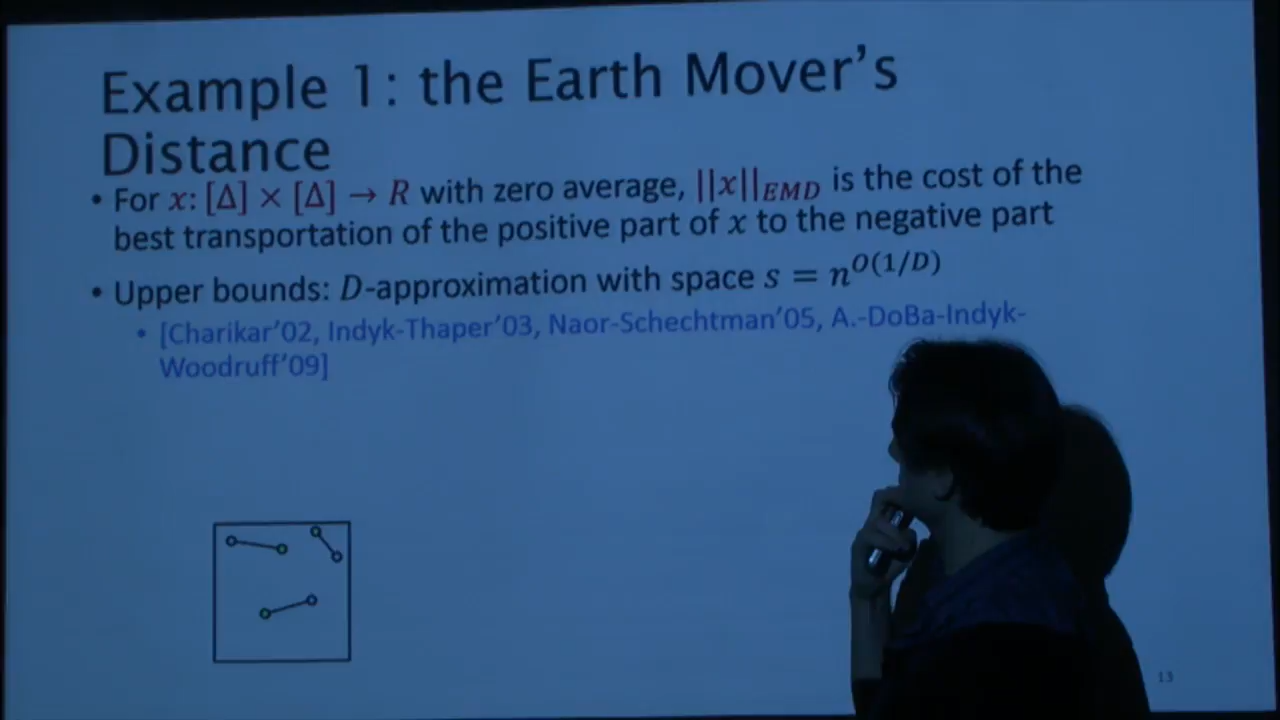 Example 1: the Earth Mover's
Distance
• For x: [Δ] × [Δ] → R with zero average, ||x||EMD is the cost of the
best transportation of the positive part of x to the negative part
• Upper bounds: D-approximation with space s = n^O(1/D)
• [Charikar'02, Indyk-Thaper'03, Naor-Schechtman'05, A.-DoBa-Indyk-
Woodruff'09]
13